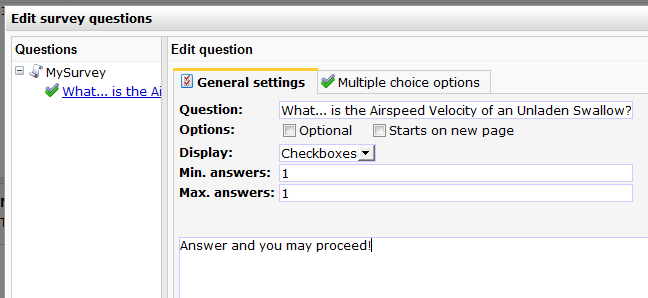 Edit survey questions
Questions
MySurvey
What... is the Ai
Edit question
General settings
Multiple choice options
Question: What... is the Airspeed Velocity of an Unladen Swallow?
Options: Optional Starts on new page
Display: Checkboxes
Min. answers: 1
Max. answers: 1
Answer and you may proceed!